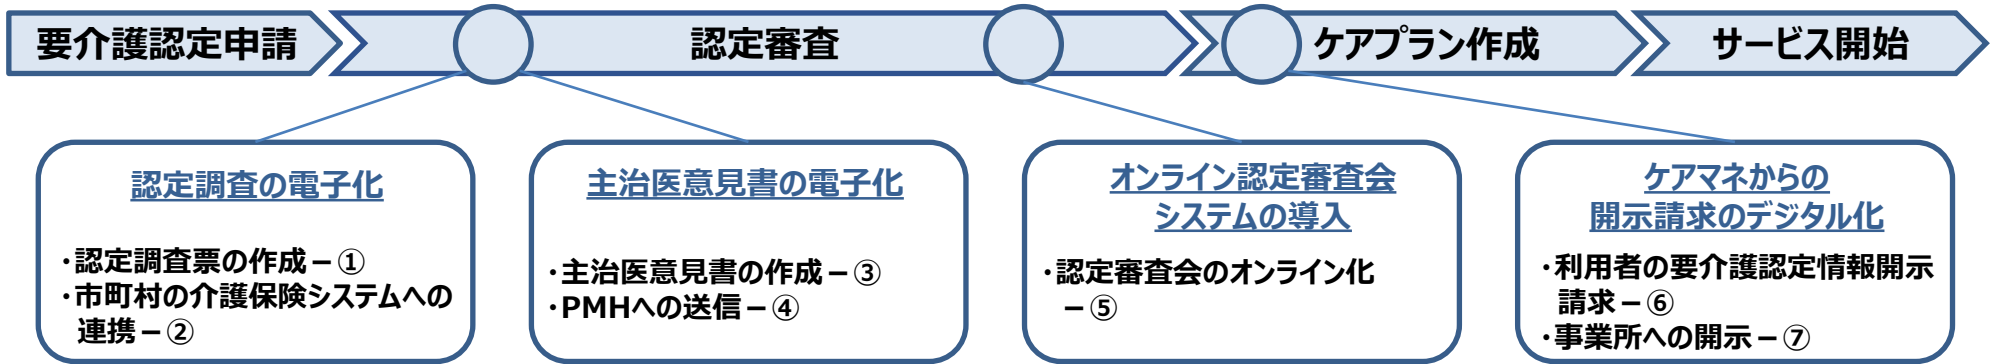 要介護認定申請
認定審査
ケアプラン作成
サービス開始
認定調査の電子化
・認定調査票の作成－①
・市町村の介護保険システムへの
連携－②
主治医意見書の電子化
・主治医意見書の作成－③
・PMHへの送信－④
オンライン認定審査会
システムの導入
・認定審査会のオンライン化
－⑤
ケアマネからの
開示請求のデジタル化
・利用者の要介護認定情報開示
請求－⑥
・事業所への開示－⑦